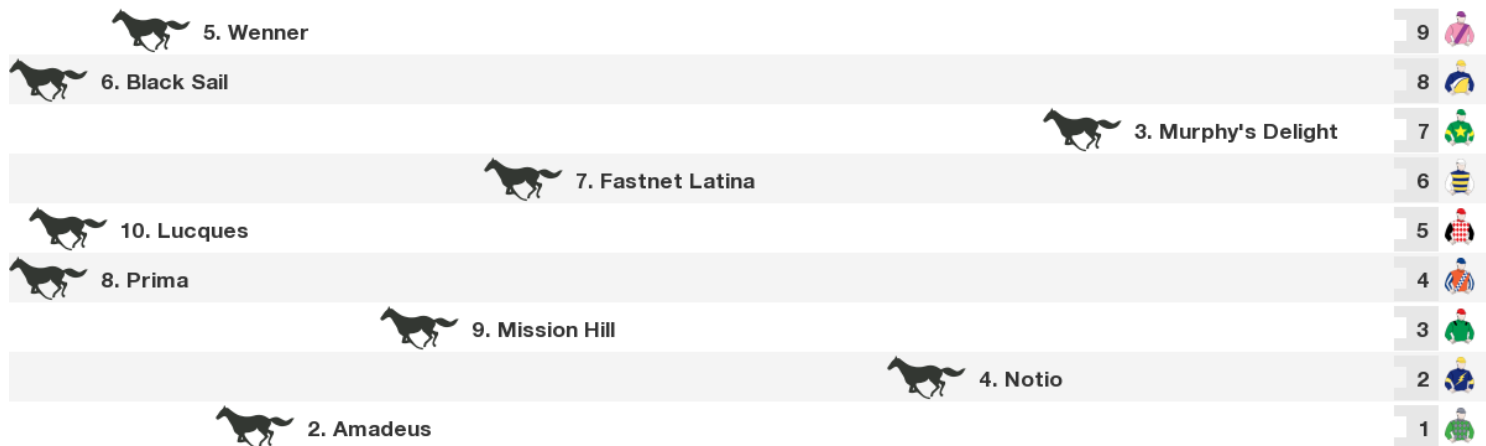 5. Wenner 9
6. Black Sail 8
3. Murphy's Delight 7
7. Fastnet Latina 6
10. Lucques 5
8. Prima 4
9. Mission Hill 3
4. Notio 2
2. Amadeus 1